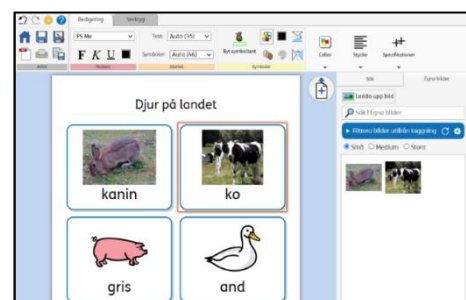 Redigering Verktyg
FS Me Text: Auto (35)
F K U Symboler: Auto (46) Byt symboltext
Celler Stycke Specifikationer
Arkiv Textstil Storlek Symboler
Sök Egna bilder
Ladda upp bild
Sök i Egna bilder
Filtrera bilder utifrån taggning
Små Medium Stora
Djur på landet
kanin ko
gris and